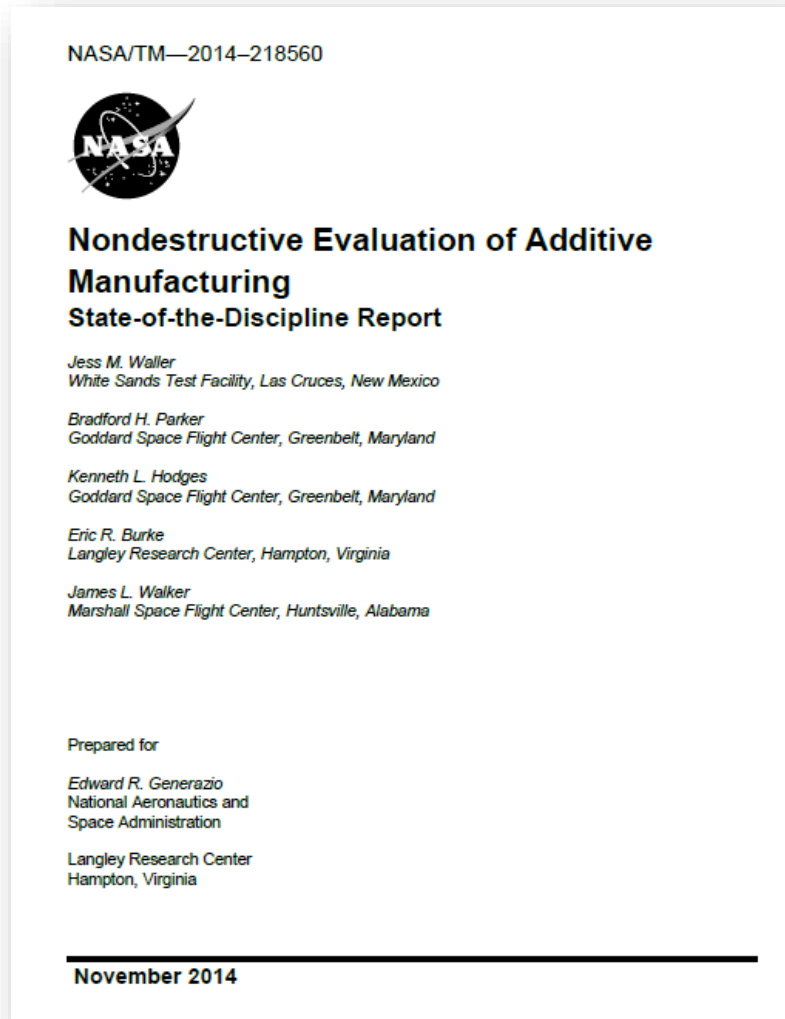 NASA/TM—2014–218560
NASA
Nondestructive Evaluation of Additive
Manufacturing
State-of-the-Discipline Report
Jess M. Waller
White Sands Test Facility, Las Cruces, New Mexico
Bradford H. Parker
Goddard Space Flight Center, Greenbelt, Maryland
Kenneth L. Hodges
Goddard Space Flight Center, Greenbelt, Maryland
Eric R. Burke
Langley Research Center, Hampton, Virginia
James L. Walker
Marshall Space Flight Center, Huntsville, Alabama
Prepared for
Edward R. Generazio
National Aeronautics and
Space Administration
Langley Research Center
Hampton, Virginia
November 2014